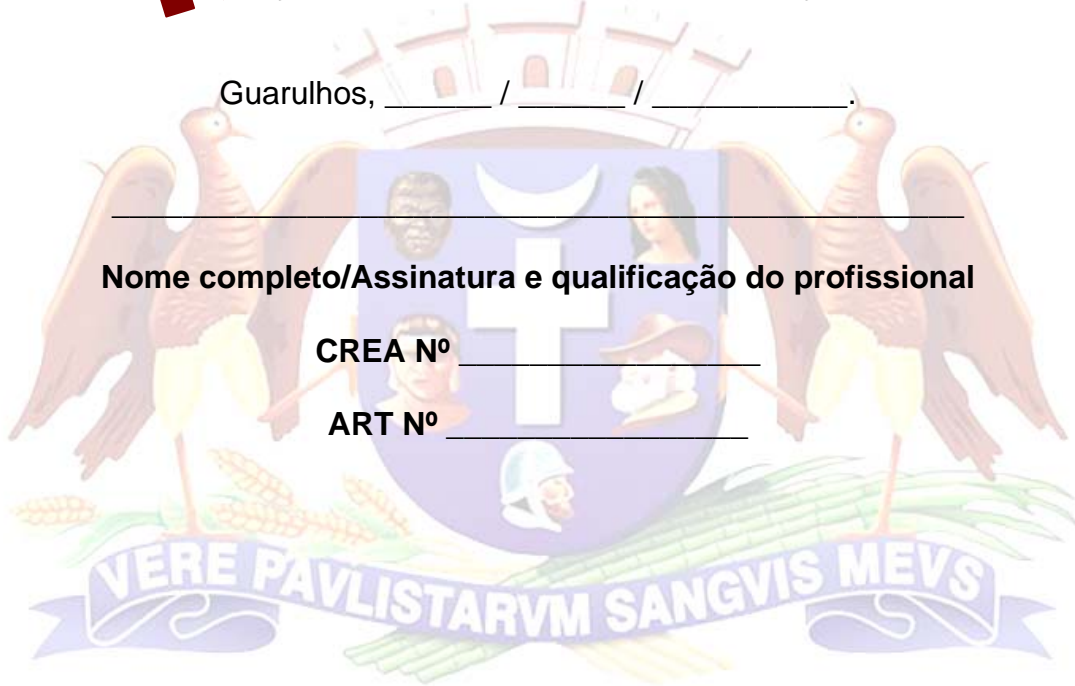 Guarulhos, ______ / ______ / ___________.
________________________________________________
Nome completo/Assinatura e qualificação do profissional
CREA Nº _________________
ART Nº _________________
VERE PAVLISTARVM SANGVIS MEVS